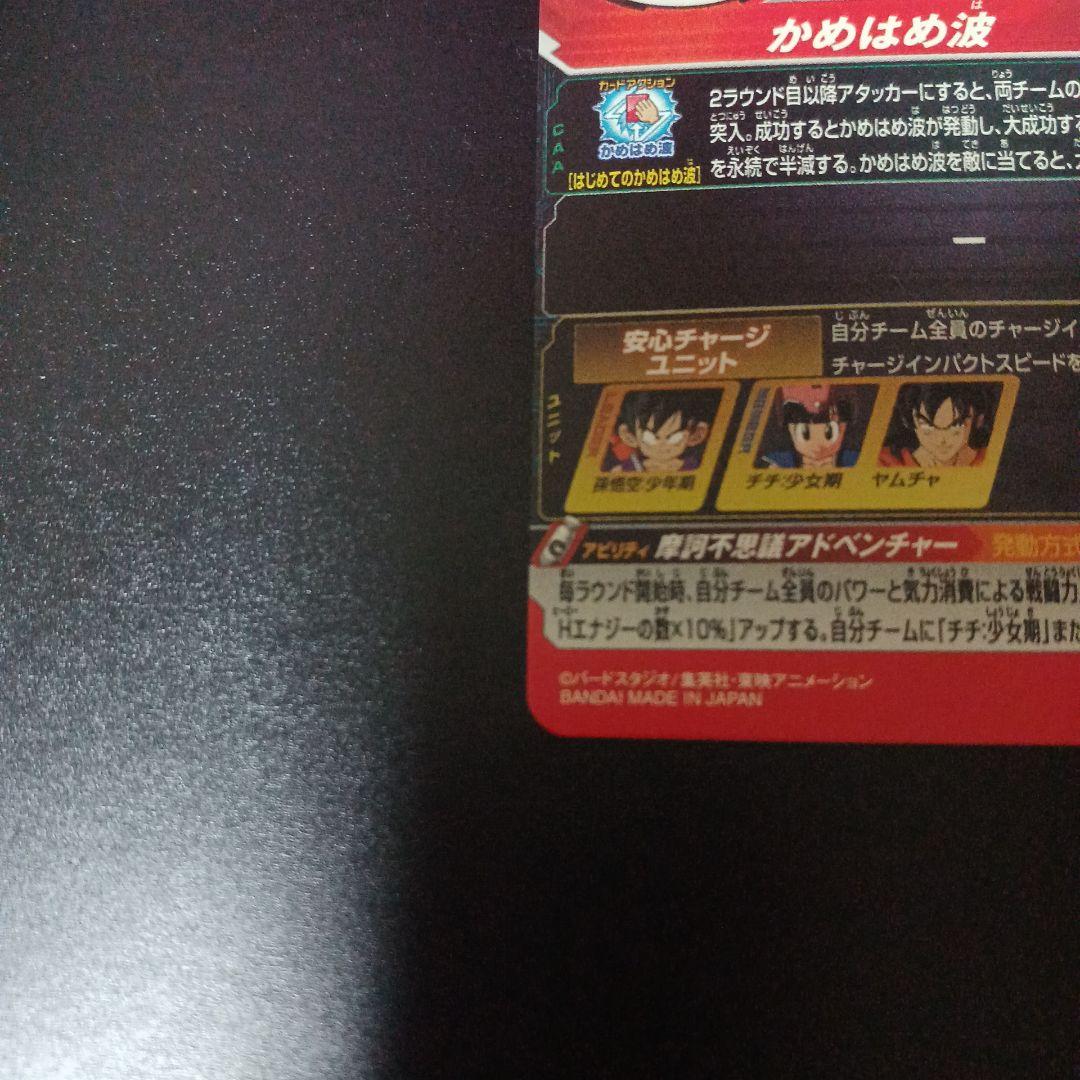 かめはめ波
カードアクション
かめはめ波
[はじめてのかめはめ波]
CAA
2ラウンド目以降アタッカーにすると、両チームの
突入。成功するとかめはめ波が発動し、大成功する
を永続で半減する。かめはめ波を敵に当てると、
ー
安心チャージ
ユニット
自分チーム全員のチャージイ
チャージインパクトスピードを
ユニット
孫悟空:少年期
チチ:少女期
ヤムチャ
アビリティ 摩訶不思議アドベンチャー 発動方式
毎ラウンド開始時、自分チーム全員のパワーと気力消費による戦闘力
Hエナジーの数×10%」アップする。自分チームに「チチ:少女期」また
©バードスタジオ/集英社・東映アニメーション
BANDAI MADE IN JAPAN